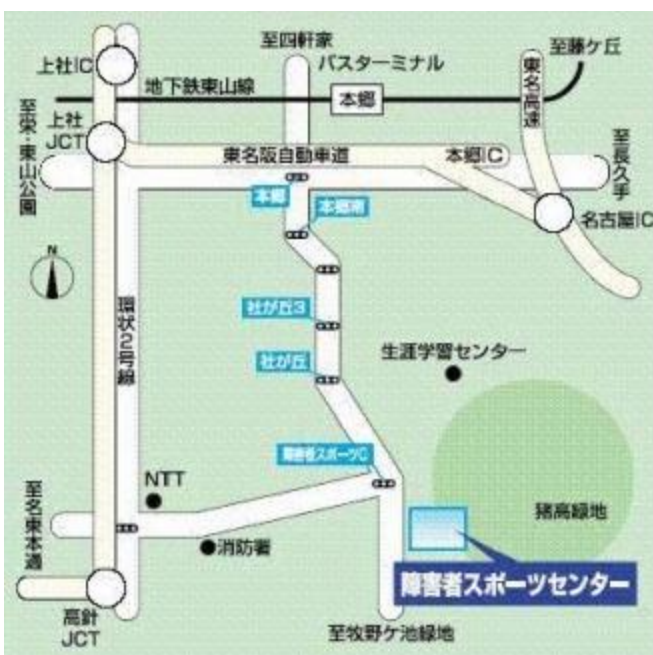 至四軒家
バスターミナル
至藤ケ丘
上社IC
地下鉄東山線
本郷
東名高速
至栄・東山公園
上社
JCT
東名阪自動車道
本郷IC
至長久手
本郷
本郷南
名古屋IC
N
環状2号線
社が丘3
社が丘
生涯学習センター
障害者スポーツC
NTT
至名東本通
消防署
猪高緑地
障害者スポーツセンター
高針
JCT
至牧野ケ池緑地